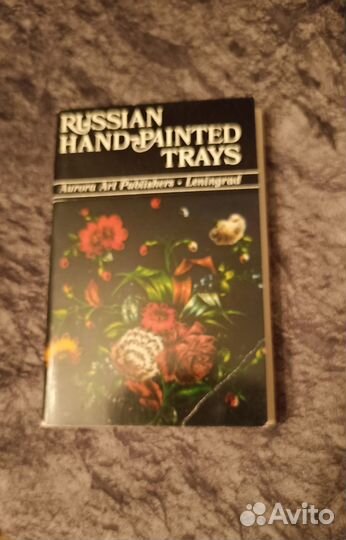 RUSSIAN
HAND-PAINTED
TRAYS
Aurora Art Publishers • Leningrad
Avito